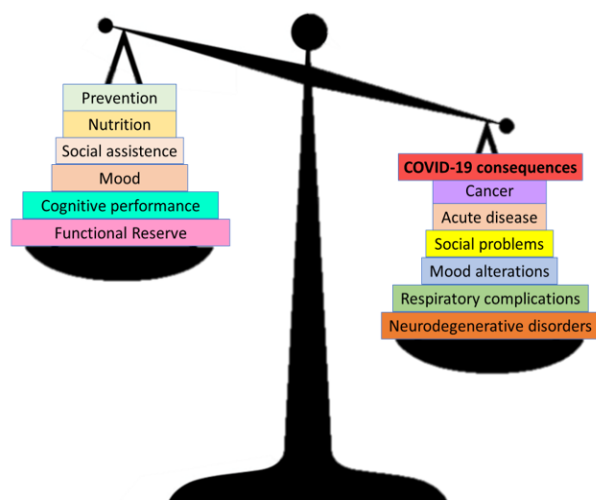 Prevention
Nutrition
Social assistence
Mood
Cognitive performance
Functional Reserve
COVID-19 consequences
Cancer
Acute disease
Social problems
Mood alterations
Respiratory complications
Neurodegenerative disorders